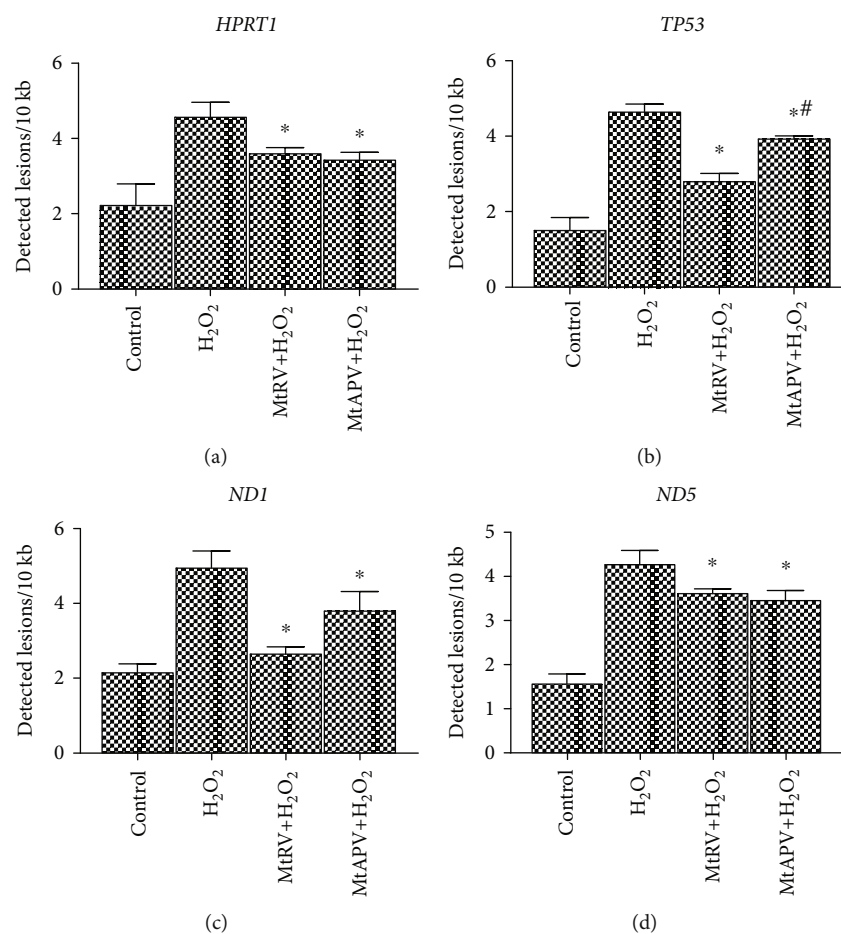 HPRT1
Detected lesions/10 kb
6
4
2
0
* *
Control
H₂O₂
MtRV+H₂O₂
MtAPV+H₂O₂
(a)
TP53
Detected lesions/10 kb
6
4
2
0
* *#
Control
H₂O₂
MtRV+H₂O₂
MtAPV+H₂O₂
(b)
ND1
Detected lesions/10 kb
6
4
2
0
* *
Control
H₂O₂
MtRV+H₂O₂
MtAPV+H₂O₂
(c)
ND5
Detected lesions/10 kb
5
4
3
2
1
0
* *
Control
H₂O₂
MtRV+H₂O₂
MtAPV+H₂O₂
(d)